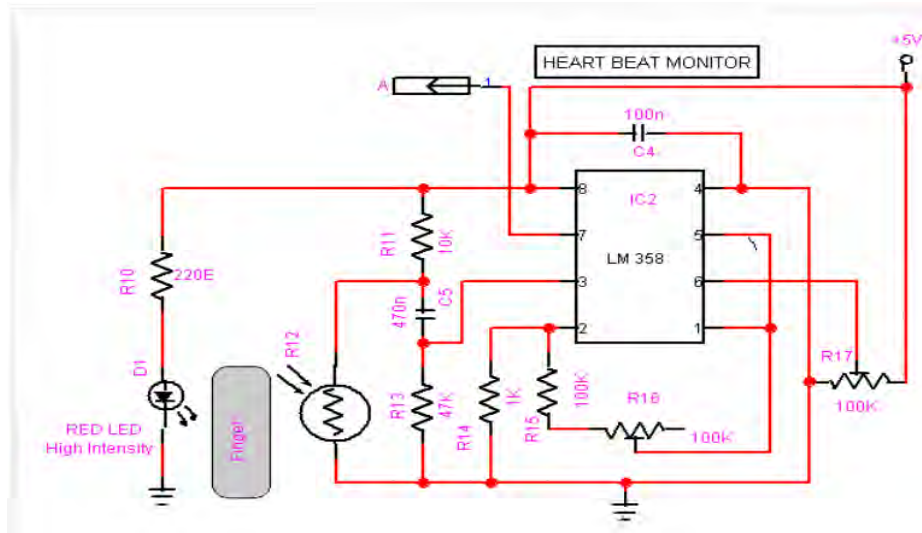 +5V
HEART BEAT MONITOR
A
1
100n
C4
8
4
IC2
R11
10K
7
5
LM 358
R10
220E
3
6
470n
C5
R12
2
1
D1
R17
R13
47K
R14
1K
R15
100K
R16
100K
100K
RED LED
High Intensity
Finger